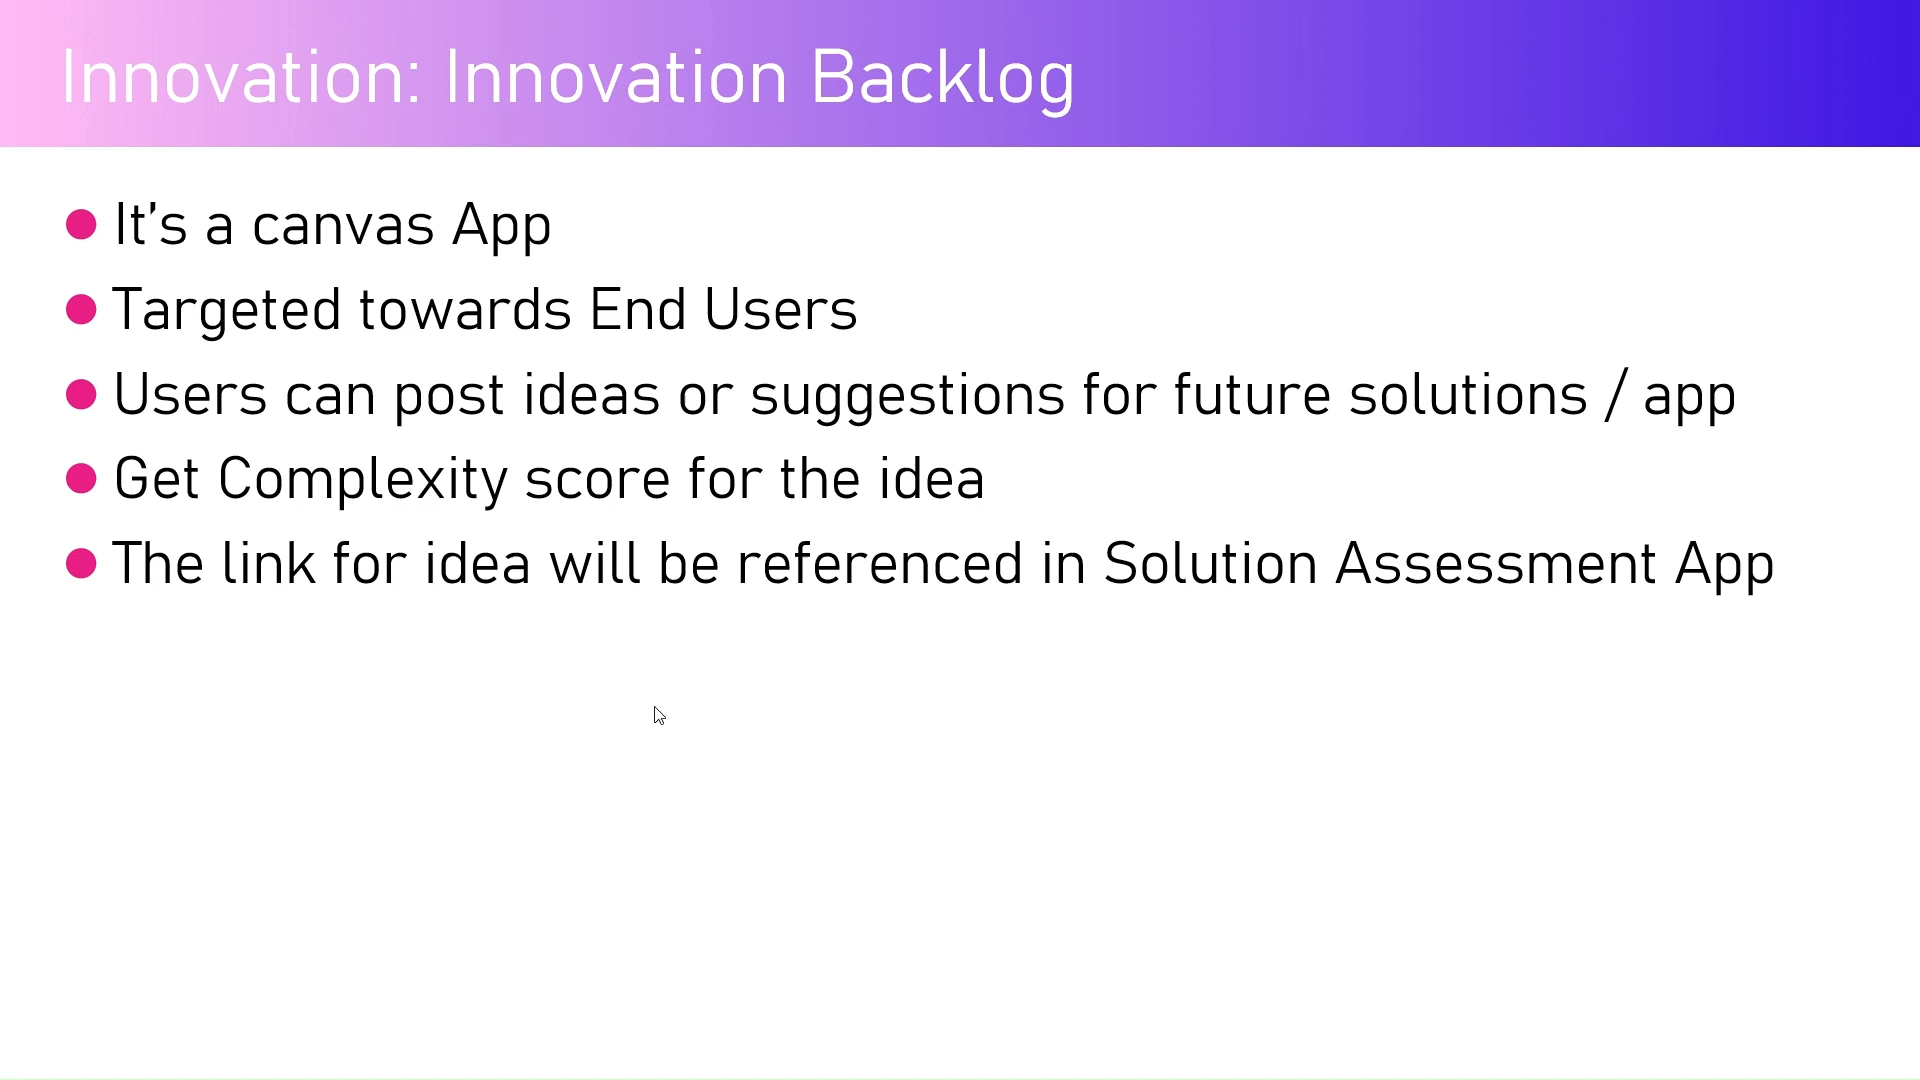 Innovation: Innovation Backlog
It’s a canvas App
Targeted towards End Users
Users can post ideas or suggestions for future solutions / app
Get Complexity score for the idea
The link for idea will be referenced in Solution Assessment App